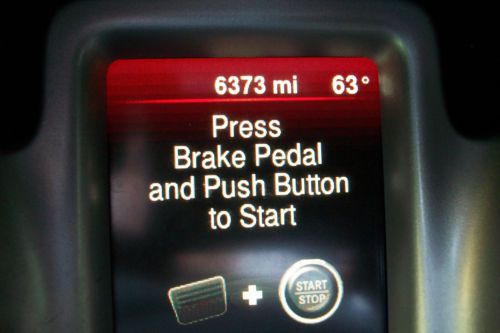 6373 mi 63°
Press
Brake Pedal
and Push Button
to Start
+
START
STOP